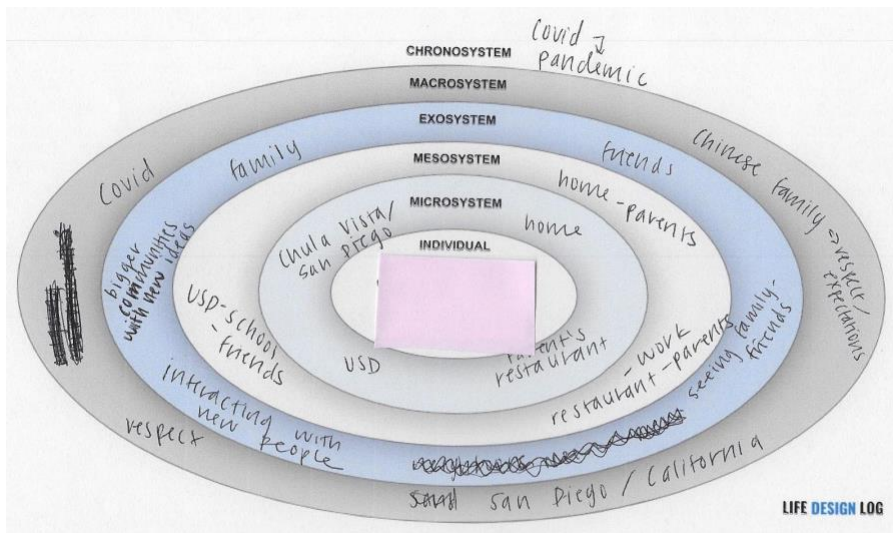 Covid →
pandemic
CHRONOSYSTEM
MACROSYSTEM
Covid
Chinese family → respect/
expectations
respect
San Diego / California
EXOSYSTEM
family
friends
bigger
communities
with new ideas
interacting with
new people
seeing family-
friends
MESOSYSTEM
home - parents
USD-school
- friends
- work
restaurant - parents
MICROSYSTEM
Chula Vista/
San Diego
home
USD
parent's
restaurant
INDIVIDUAL
LIFE DESIGN LOG